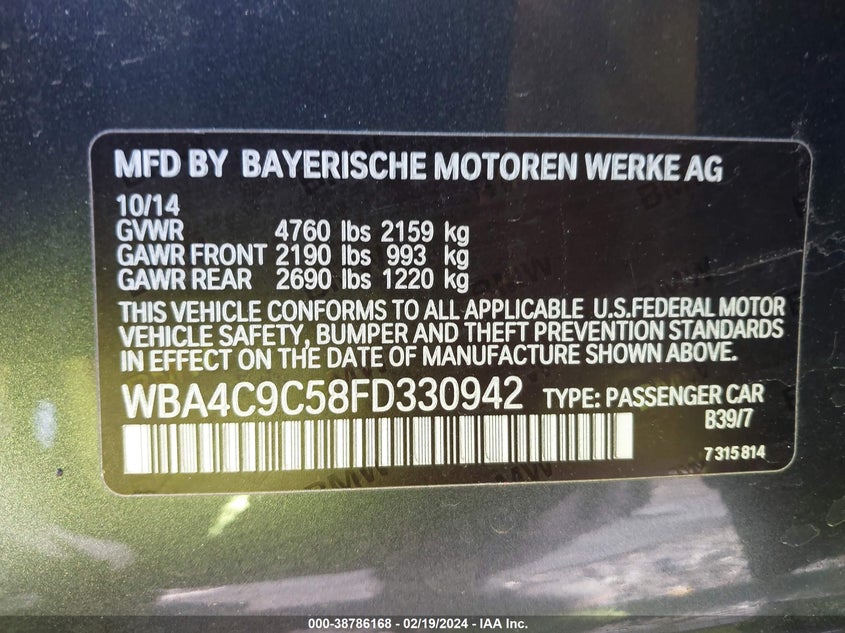 MFD BY BAYERISCHE MOTOREN WERKE AG
10/14
GVWR 4760 lbs 2159 kg
GAWR FRONT 2190 lbs 993 kg
GAWR REAR 2690 lbs 1220 kg
THIS VEHICLE CONFORMS TO ALL APPLICABLE U.S.FEDERAL MOTOR
VEHICLE SAFETY, BUMPER AND THEFT PREVENTION STANDARDS
IN EFFECT ON THE DATE OF MANUFACTURE SHOWN ABOVE.
WBA4C9C58FD330942 TYPE: PASSENGER CAR
B39/7
7 315 814
000-38786168 - 02/19/2024 - IAA Inc.